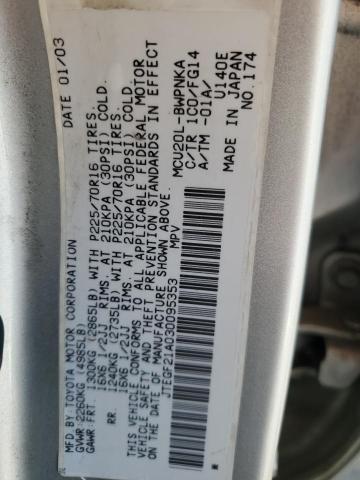 MFD.BY:TOYOTA MOTOR CORPORATION DATE 01/03
GVWR:2260KG (4985LB)
GAWR FRT. 1300KG (2865LB) WITH P225/70R16 TIRES.
16X6 1/2JJ RIMS. AT 210KPA (30PSI) COLD.
RR. 1240KG (2735LB) WITH P225/70R16 TIRES.
16X6 1/2JJ RIMS. AT 210KPA (30PSI) COLD.
THIS VEHICLE CONFORMS TO ALL APPLICABLE FEDERAL MOTOR
VEHICLE SAFETY AND THEFT PREVENTION STANDARDS IN EFFECT
ON THE DATE OF MANUFACTURE SHOWN ABOVE.
JTEGF21A030095353 MPV
MCU20L-BWPNKA
C/TR 1C0/FG14
A/TM -01A/ U140E
MADE IN JAPAN
NO.174